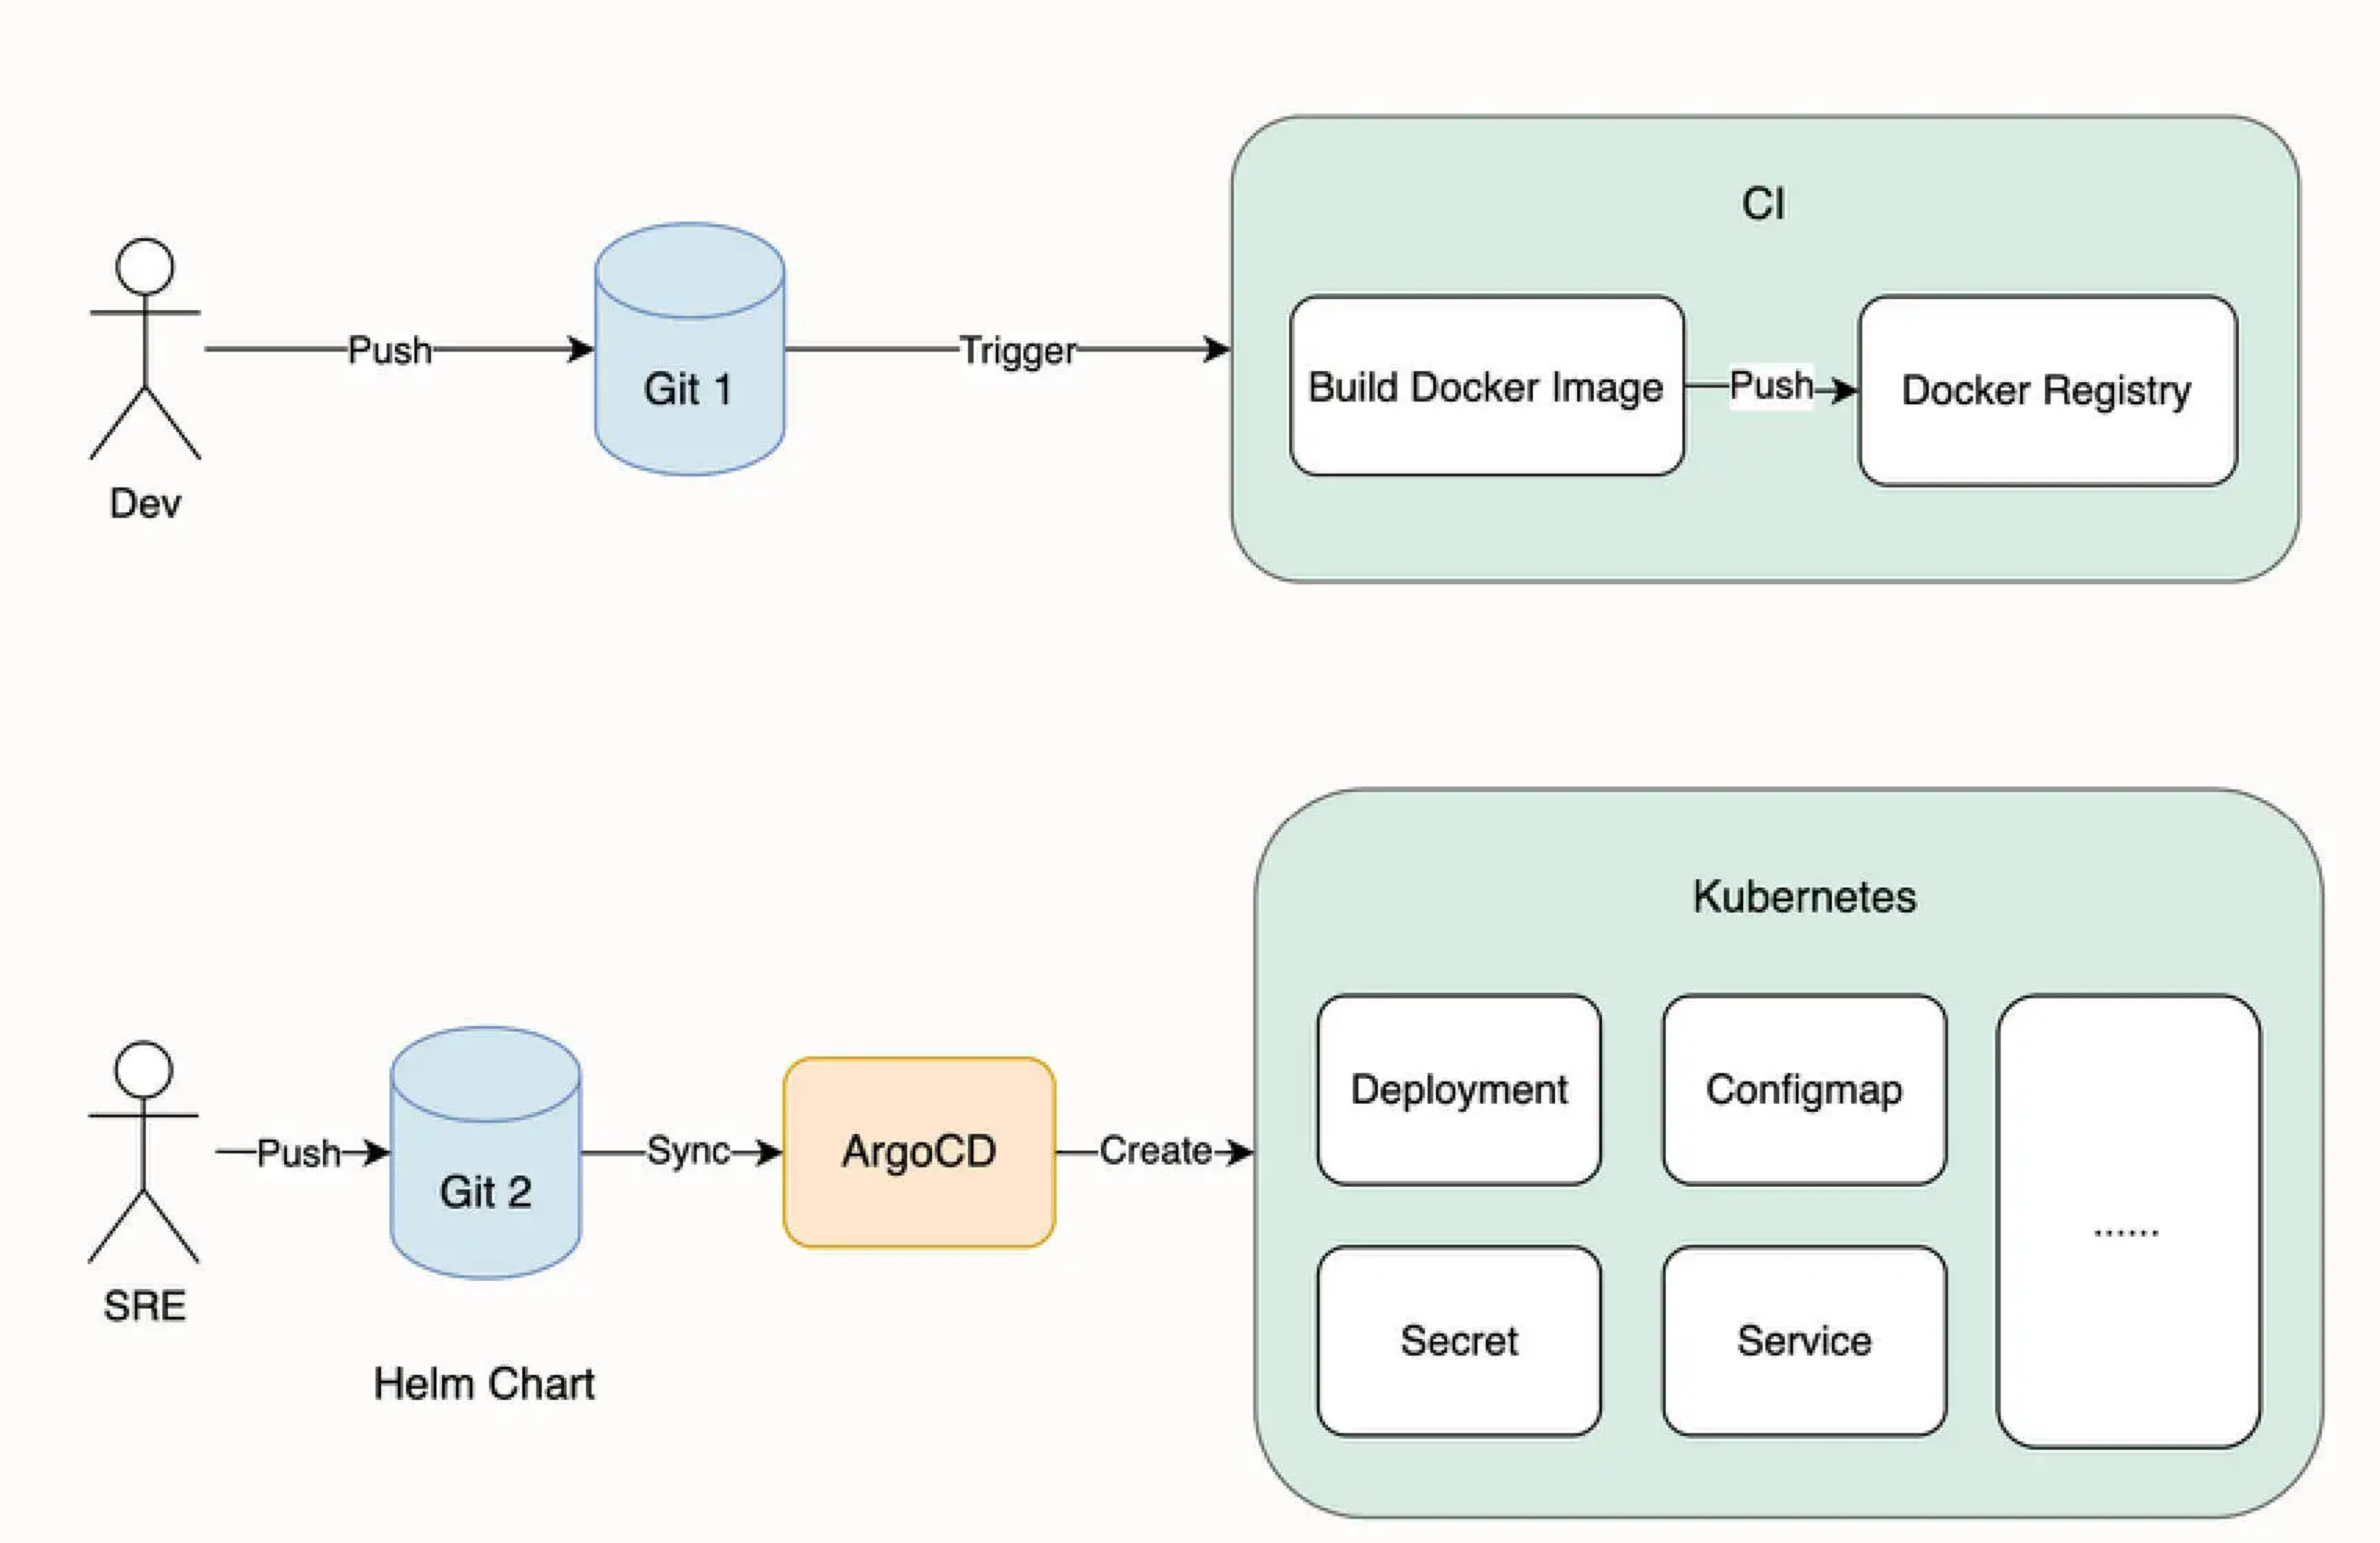 CI
Push
Git 1
Trigger
Build Docker Image
Push
Docker Registry
Dev
Kubernetes
Deployment
Configmap
Push
Git 2
Sync
ArgoCD
Create
......
SRE
Secret
Service
Helm Chart